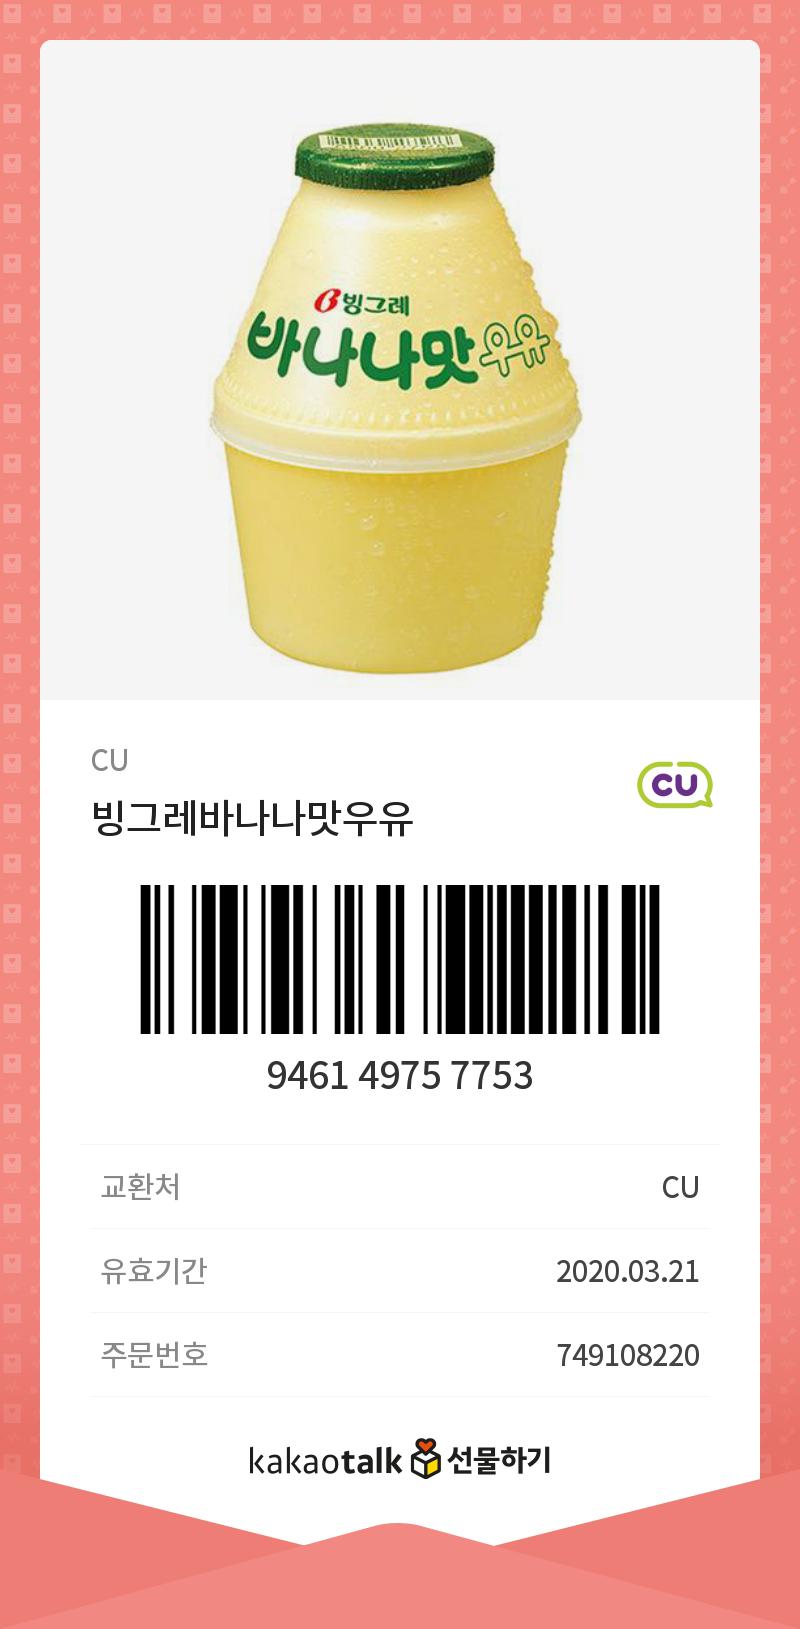 빙그레
바나나맛우유
CU
CU
빙그레바나나맛우유
9461 4975 7753
교환처 CU
유효기간 2020.03.21
주문번호 749108220
kakaotalk 선물하기